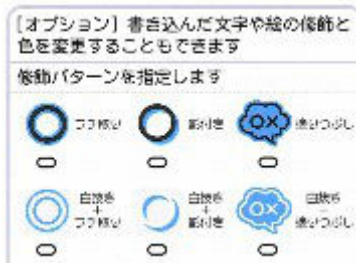 [オプション] 書き込んだ文字や絵の修飾と
色を変更することもできます
修飾パターンを指定します
フチ取り 影付き OX 塗りつぶし
白抜き 白抜き OX 白抜き
+ + +
フチ取り 影付き 塗りつぶし